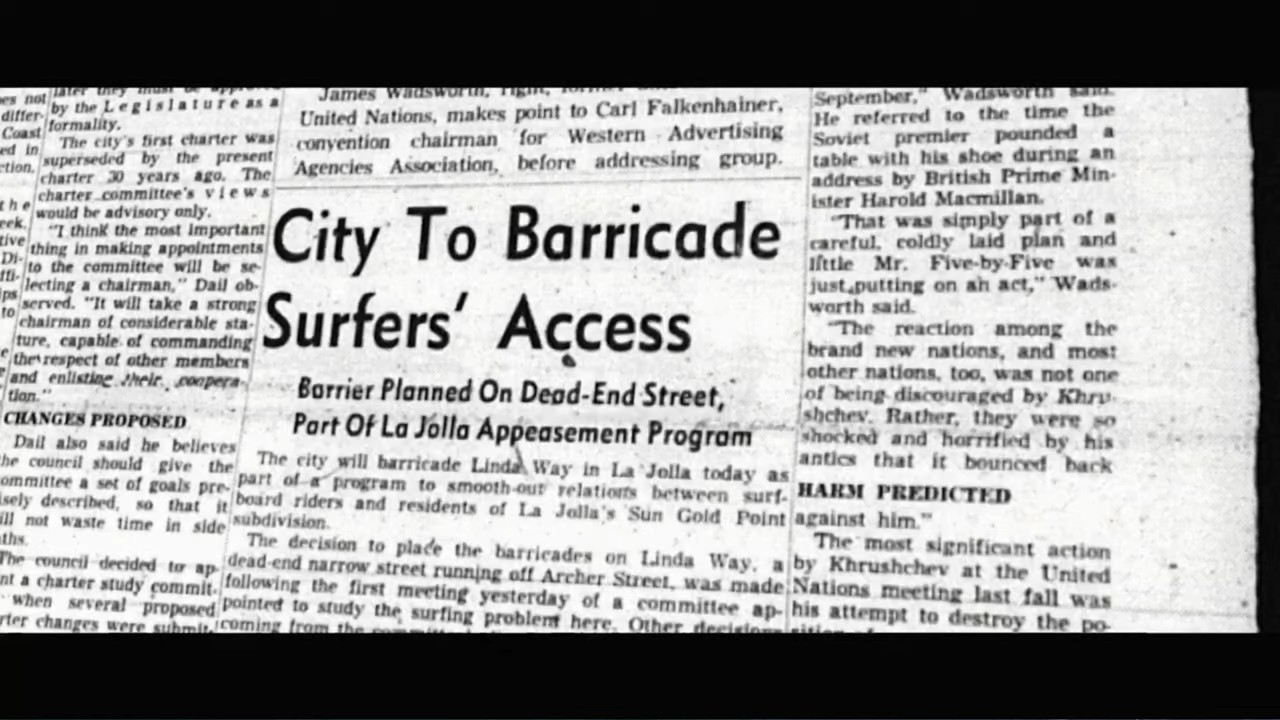 later they must be approved
by the Legislature as a
formality.
The city's first charter was
superseded by the present
charter 30 years ago. The
charter committee's views
would be advisory only.
"I think the most important
thing in making appointments
to the committee will be se-
lecting a chairman," Dail ob-
served. "It will take a strong
chairman of considerable sta-
ture, capable of commanding
the respect of other members
and enlisting their coopera-
tion."
CHANGES PROPOSED
Dail also said he believes
the council should give the
committee a set of goals pre-
isely described, so that it
ill not waste time in side
ths.
The council decided to ap-
nt a charter study commit-
when several proposed
rter changes were submit-
James Wadsworth, right,
United Nations, makes point to Carl Falkenhainer,
convention chairman for Western Advertising
Agencies Association, before addressing group.
City To Barricade
Surfers' Access
Barrier Planned On Dead-End Street,
Part Of La Jolla Appeasement Program
The city will barricade Linda Way in La Jolla today as
part of a program to smooth-out relations between surf-
board riders and residents of La Jolla's Sun Gold Point
subdivision.
The decision to place the barricades on Linda Way, a
dead-end narrow street running off Archer Street, was made
following the first meeting yesterday of a committee ap-
pointed to study the surfing problem here. Other decisions
coming from the
September," Wadsworth said.
He referred to the time the
Soviet premier pounded a
table with his shoe during an
address by British Prime Min-
ister Harold Macmillan.
"That was simply part of a
careful, coldly laid plan and
little Mr. Five-by-Five was
just putting on an act," Wads-
worth said.
"The reaction among the
brand new nations, and most
other nations, too, was not one
of being discouraged by Khru-
shchev. Rather, they were so
shocked and horrified by his
antics that it bounced back
HARM PREDICTED
against him."
The most significant action
by Khrushchev at the United
Nations meeting last fall was
his attempt to destroy the po-